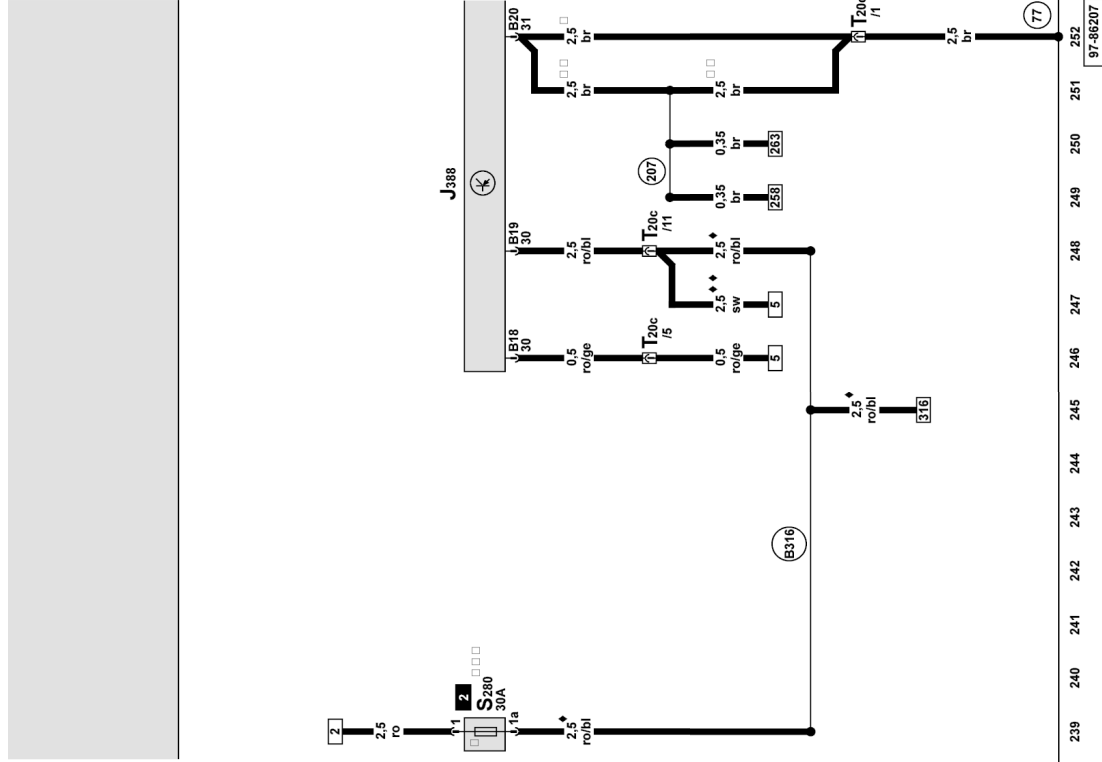 2
2,5
ro
2
S280
30A
1
1a
2,5
ro/bl
B316
J388
B18
30
0,5
ro/ge
T20c
/5
0,5
ro/ge
5
2,5
ro/bl
316
B19
30
2,5
ro/bl
T20c
/11
2,5
sw
5
2,5
ro/bl
207
0,35
br
258
0,35
br
263
B20
31
2,5
br
2,5
br
2,5
br
T20c
/1
2,5
br
77
239
240
241
242
243
244
245
246
247
248
249
250
251
252
97-86207